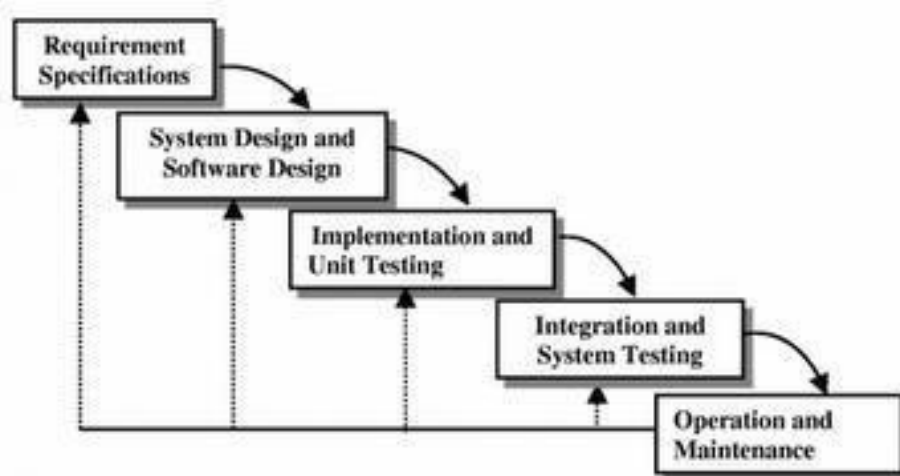 Requirement
Specifications
System Design and
Software Design
Implementation and
Unit Testing
Integration and
System Testing
Operation and
Maintenance